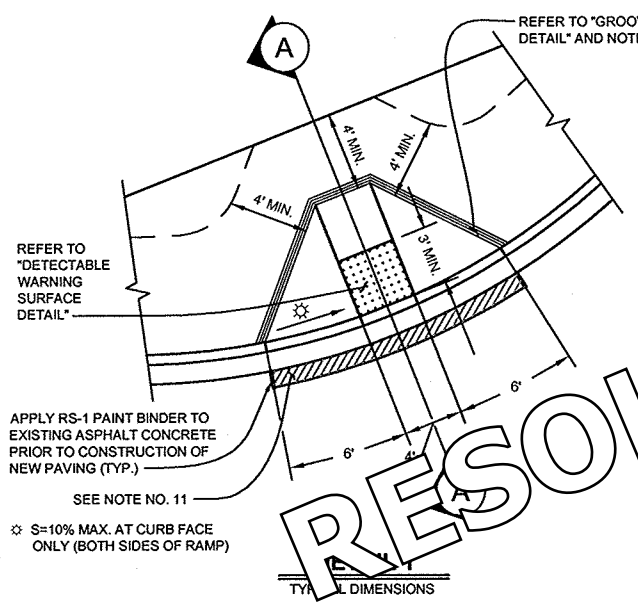 A
REFER TO "GROO
DETAIL" AND NOT
4' MIN.
4' MIN.
4' MIN.
3' MIN.
REFER TO
"DETECTABLE
WARNING
SURFACE
DETAIL"
APPLY RS-1 PAINT BINDER TO
EXISTING ASPHALT CONCRETE
PRIOR TO CONSTRUCTION OF
NEW PAVING (TYP.)
6'
4'
6'
SEE NOTE NO. 11
A
S=10% MAX. AT CURB FACE
ONLY (BOTH SIDES OF RAMP)
RESOL
DIMENSIONS